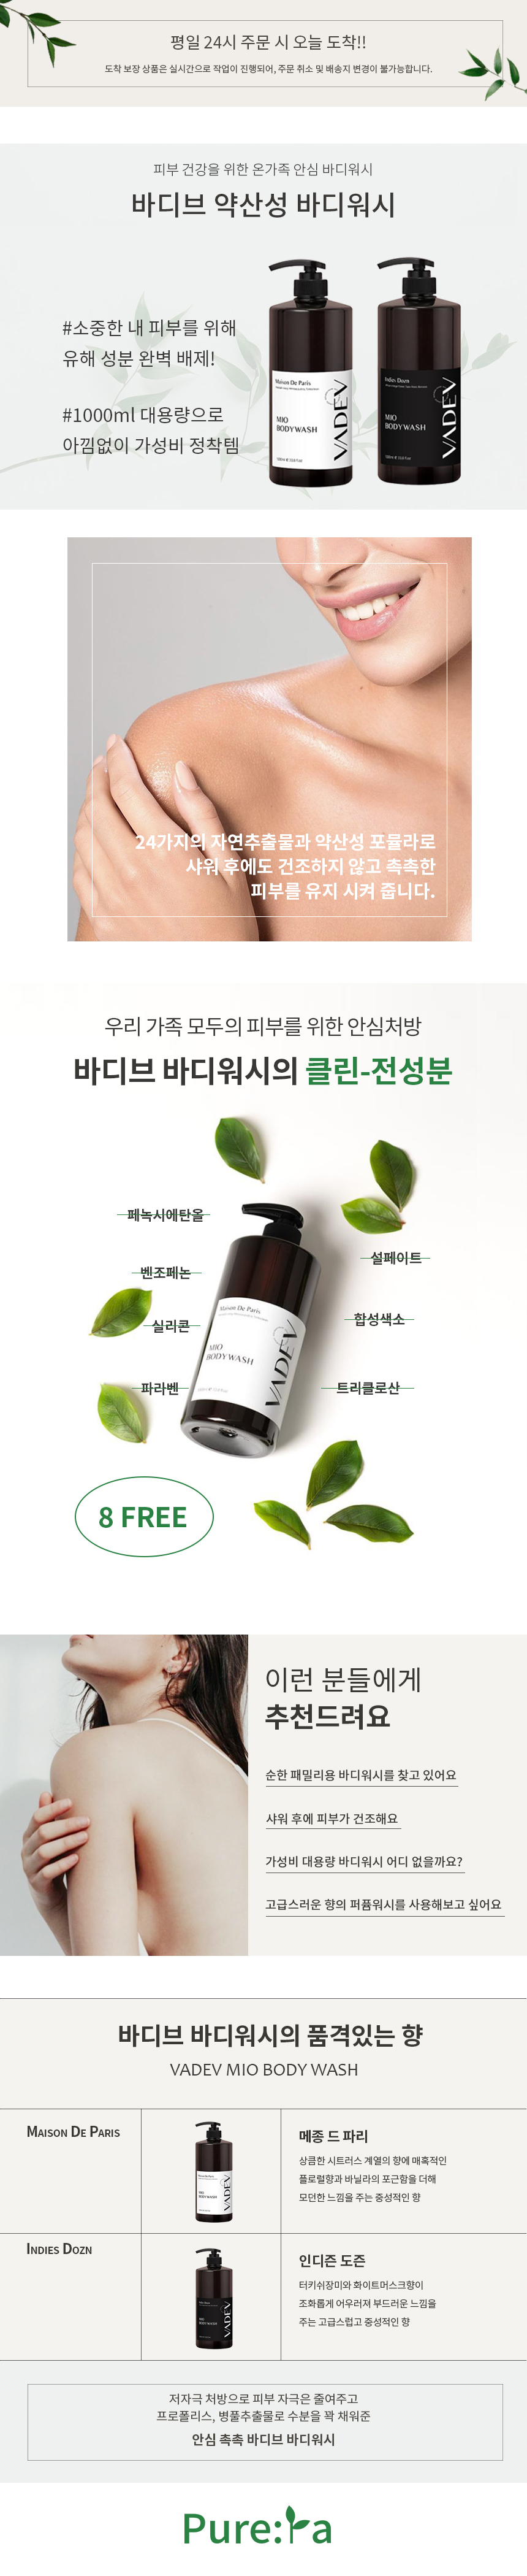 평일 24시 주문 시 오늘 도착!!
도착 보장 상품은 실시간으로 작업이 진행되어, 주문 취소 및 배송지 변경이 불가능합니다.
피부 건강을 위한 온가족 안심 바디워시
바디브 약산성 바디워시
#소중한 내 피부를 위해
유해 성분 완벽 배제!
#1000ml 대용량으로
아낌없이 가성비 정착템
Maison De Paris
MIO
BODYWASH
VADEV
Indies Dozn
MIO
BODYWASH
VADEV
24가지의 자연추출물과 약산성 포뮬라로
샤워 후에도 건조하지 않고 촉촉한
피부를 유지 시켜 줍니다.
우리 가족 모두의 피부를 위한 안심처방
바디브 바디워시의 클린-전성분
페녹시에탄올
벤조페논
실리콘
파라벤
설페이트
합성색소
트리클로산
Maison De Paris
MIO
BODYWASH
VADEV
8 FREE
이런 분들에게
추천드려요
순한 패밀리용 바디워시를 찾고 있어요
샤워 후에 피부가 건조해요
가성비 대용량 바디워시 어디 없을까요?
고급스러운 향의 퍼퓸워시를 사용해보고 싶어요
바디브 바디워시의 품격있는 향
VADEV MIO BODY WASH
MAISON DE PARIS
MIO
BODYWASH
VADEV
메종 드 파리
상큼한 시트러스 계열의 향에 매혹적인
플로럴향과 바닐라의 포근함을 더해
모던한 느낌을 주는 중성적인 향
INDIES DOZN
MIO
BODYWASH
VADEV
인디즌 도즌
터키쉬장미와 화이트머스크향이
조화롭게 어우러져 부드러운 느낌을
주는 고급스럽고 중성적인 향
저자극 처방으로 피부 자극은 줄여주고
프로폴리스, 병풀추출물로 수분을 꽉 채워준
안심 촉촉 바디브 바디워시
Pure:ra